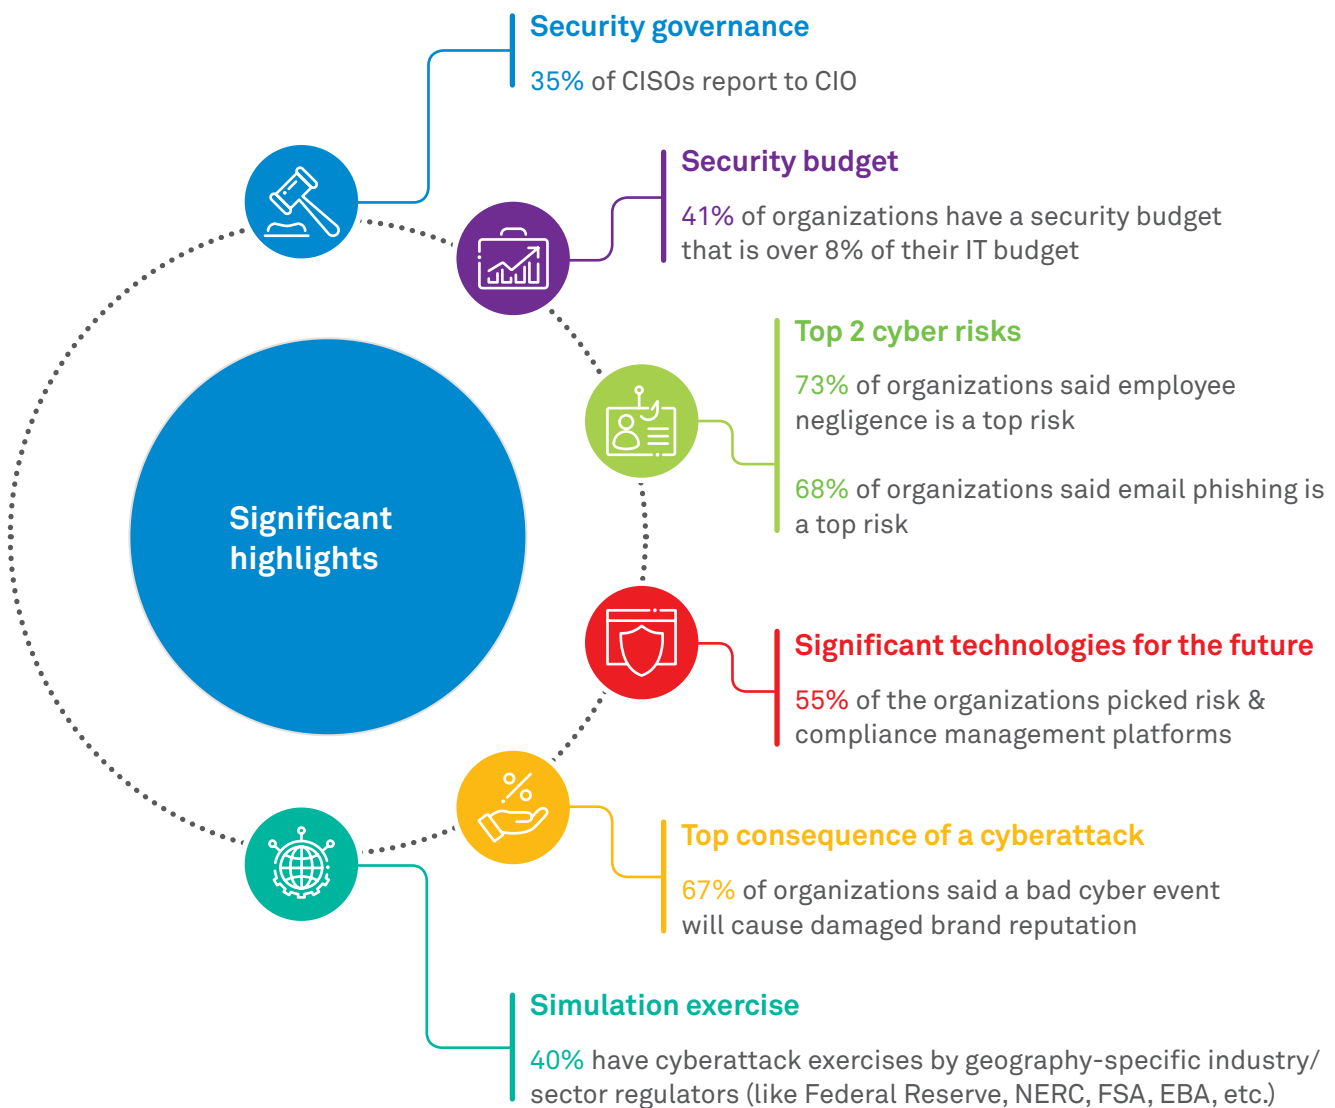 Security governance
35% of CISOs report to CIO
Security budget
41% of organizations have a security budget
that is over 8% of their IT budget
Top 2 cyber risks
73% of organizations said employee
negligence is a top risk
68% of organizations said email phishing is
a top risk
Significant
highlights
Significant technologies for the future
55% of the organizations picked risk &
compliance management platforms
Top consequence of a cyberattack
67% of organizations said a bad cyber event
will cause damaged brand reputation
Simulation exercise
40% have cyberattack exercises by geography-specific industry/
sector regulators (like Federal Reserve, NERC, FSA, EBA, etc.)